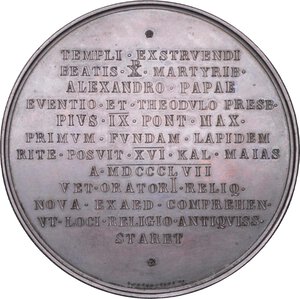 TEMPLI · EXSTRVENDI
BEATIS · MARTYRIB ·
ALEXANDRO · PAPAE
EVENTIO · ET · THEODVLO · PRESB ·
PIVS · IX · PONT · MAX ·
PRIMVM · FVNDAM · LAPIDEM
RITE · POSVIT · XVI · KAL · MAIAS
A · MDCCCLVII
VET · ORATORI · RELIQ ·
NOVA · EXAED · COMPREHEN ·
VT · LOCI · RELIGIO · ANTIQVISS ·
STARET